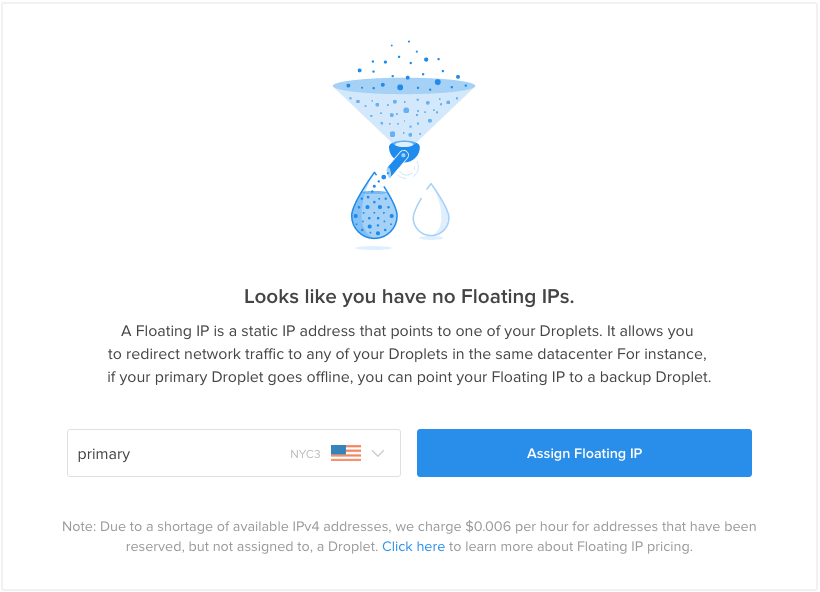 Looks like you have no Floating IPs.
A Floating IP is a static IP address that points to one of your Droplets. It allows you
to redirect network traffic to any of your Droplets in the same datacenter For instance,
if your primary Droplet goes offline, you can point your Floating IP to a backup Droplet.
primary NYC3
Assign Floating IP
Note: Due to a shortage of available IPv4 addresses, we charge $0.006 per hour for addresses that have been
reserved, but not assigned to, a Droplet. Click here to learn more about Floating IP pricing.